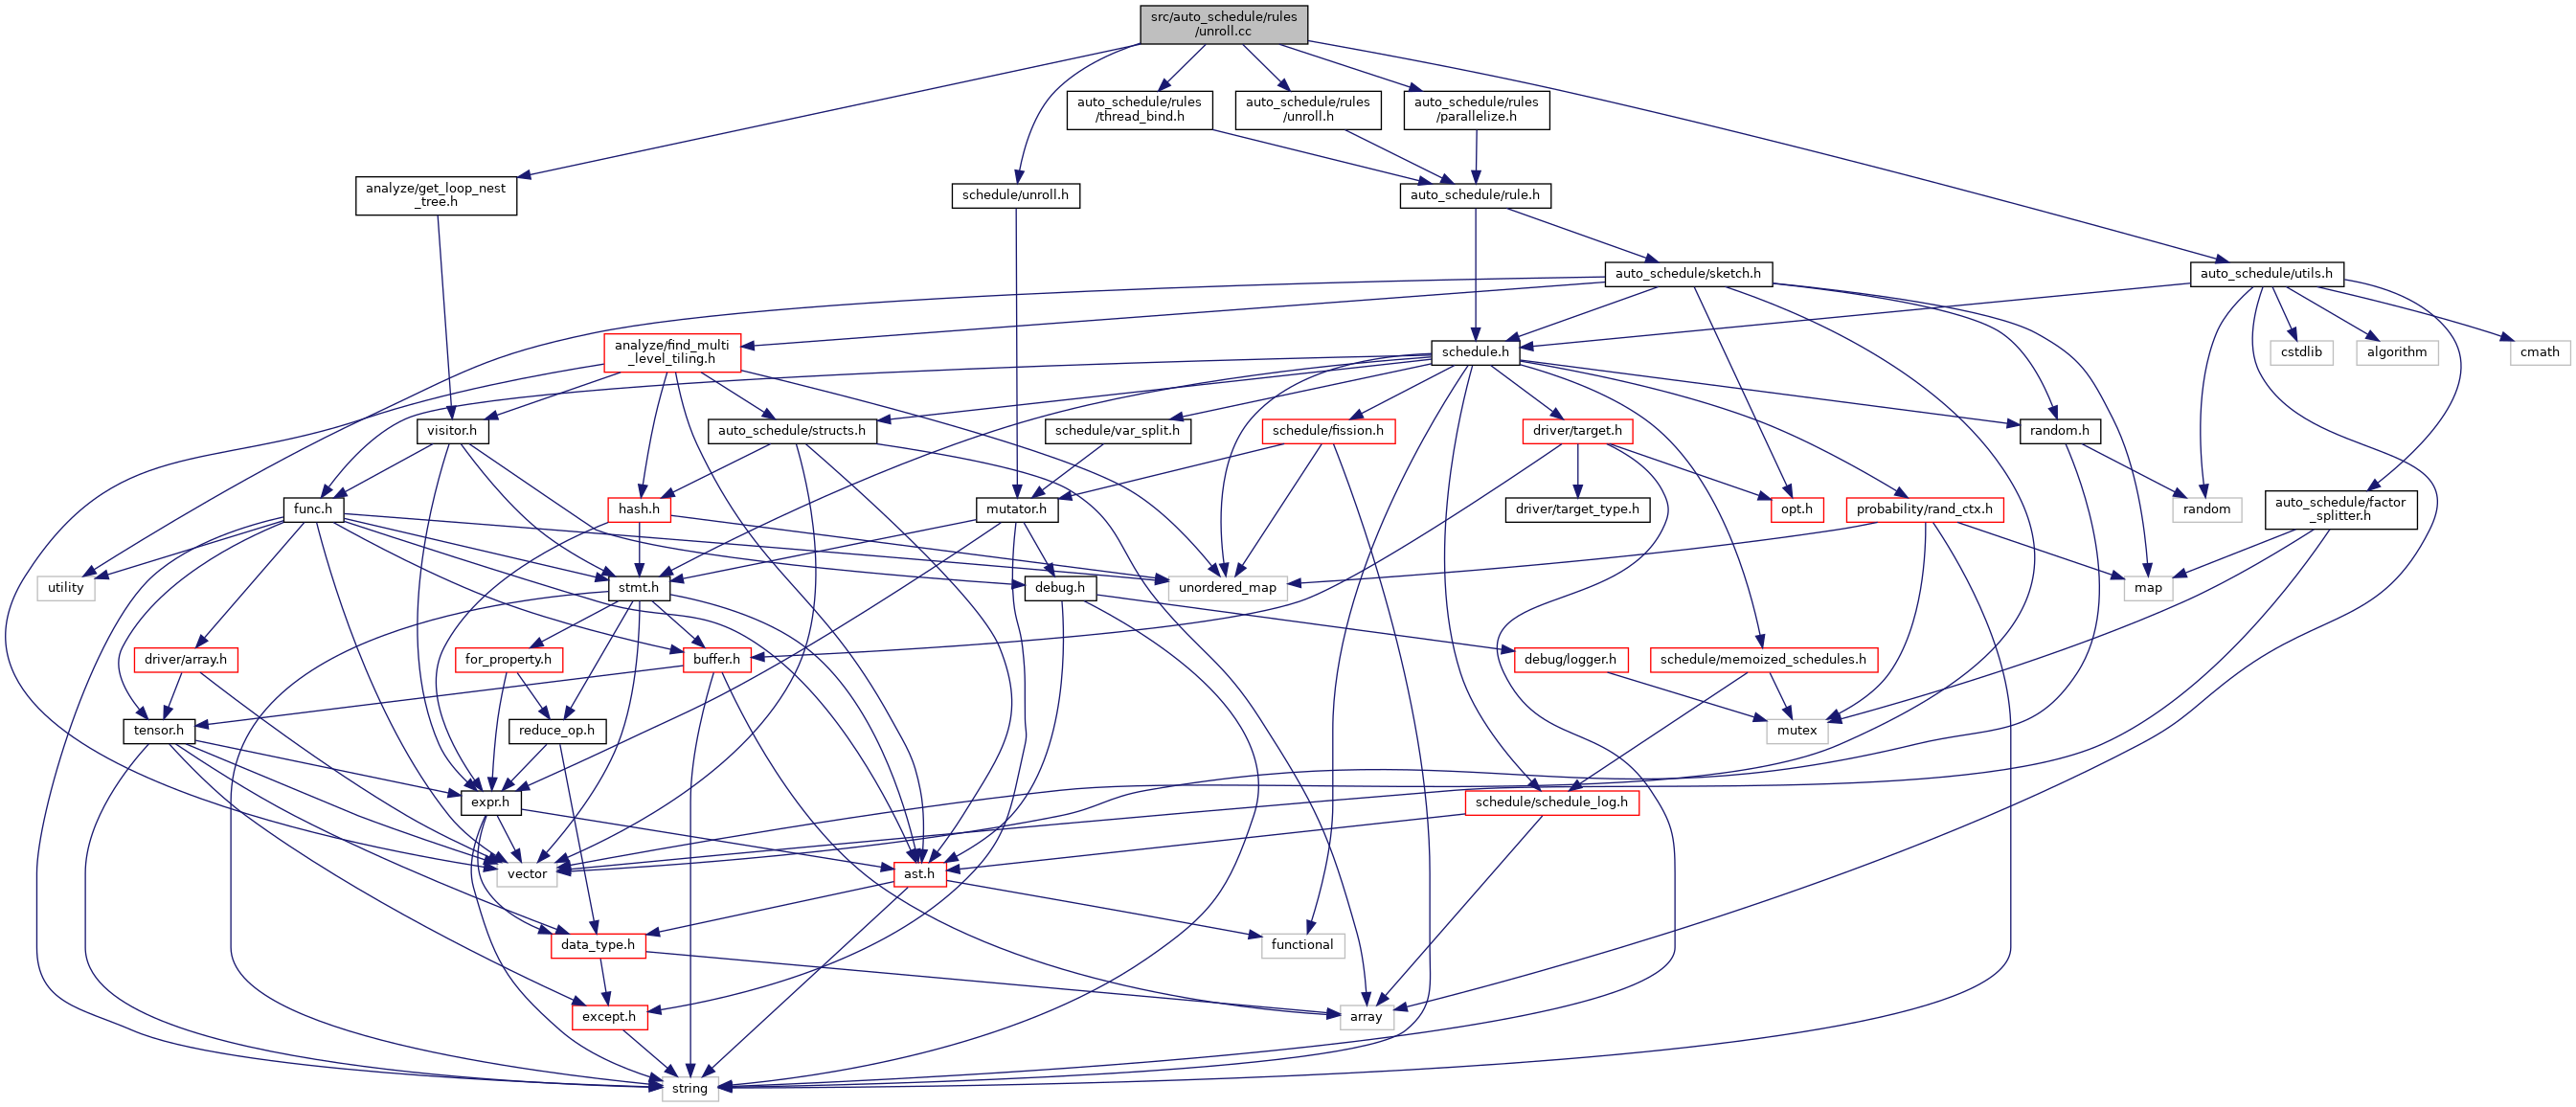 src/auto_schedule/rules
/unroll.cc
auto_schedule/rules
/thread_bind.h
auto_schedule/rules
/unroll.h
auto_schedule/rules
/parallelize.h
analyze/get_loop_nest
_tree.h
schedule/unroll.h
auto_schedule/rule.h
auto_schedule/sketch.h
auto_schedule/utils.h
analyze/find_multi
_level_tiling.h
schedule.h
cstdlib
algorithm
cmath
visitor.h
auto_schedule/structs.h
schedule/var_split.h
schedule/fission.h
driver/target.h
random.h
func.h
hash.h
mutator.h
driver/target_type.h
opt.h
probability/rand_ctx.h
random
auto_schedule/factor
_splitter.h
utility
stmt.h
debug.h
unordered_map
map
driver/array.h
for_property.h
buffer.h
debug/logger.h
schedule/memoized_schedules.h
tensor.h
reduce_op.h
mutex
expr.h
schedule/schedule_log.h
vector
ast.h
data_type.h
functional
except.h
array
string